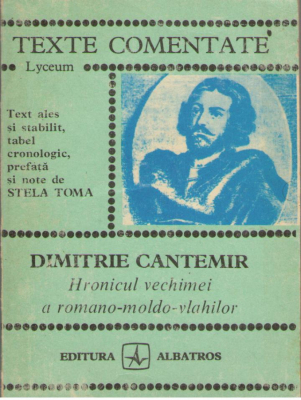 TEXTE COMENTATE
Lyceum
Text ales
și stabilit,
tabel
cronologic,
prefață
și note de
STELA TOMA
DIMITRIE CANTEMIR
Hronicul vechimei
a romano-moldo-vlahilor
EDITURA ALBATROS